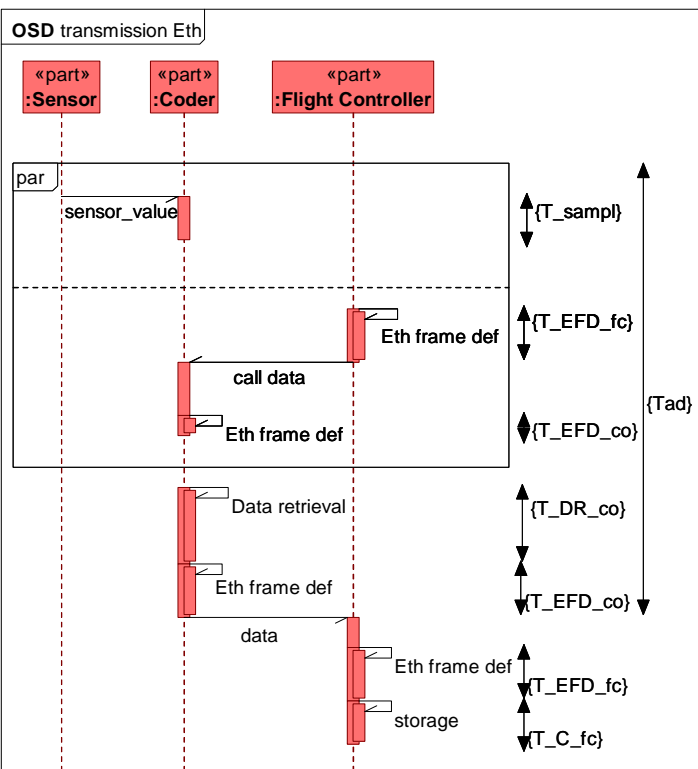 OSD transmission Eth
«part»
:Sensor
«part»
:Coder
«part»
:Flight Controller
par
sensor_value
{T_sampl}
Eth frame def
{T_EFD_fc}
call data
{Tad}
Eth frame def
{T_EFD_co}
Data retrieval
{T_DR_co}
Eth frame def
{T_EFD_co}
data
Eth frame def
{T_EFD_fc}
storage
{T_C_fc}